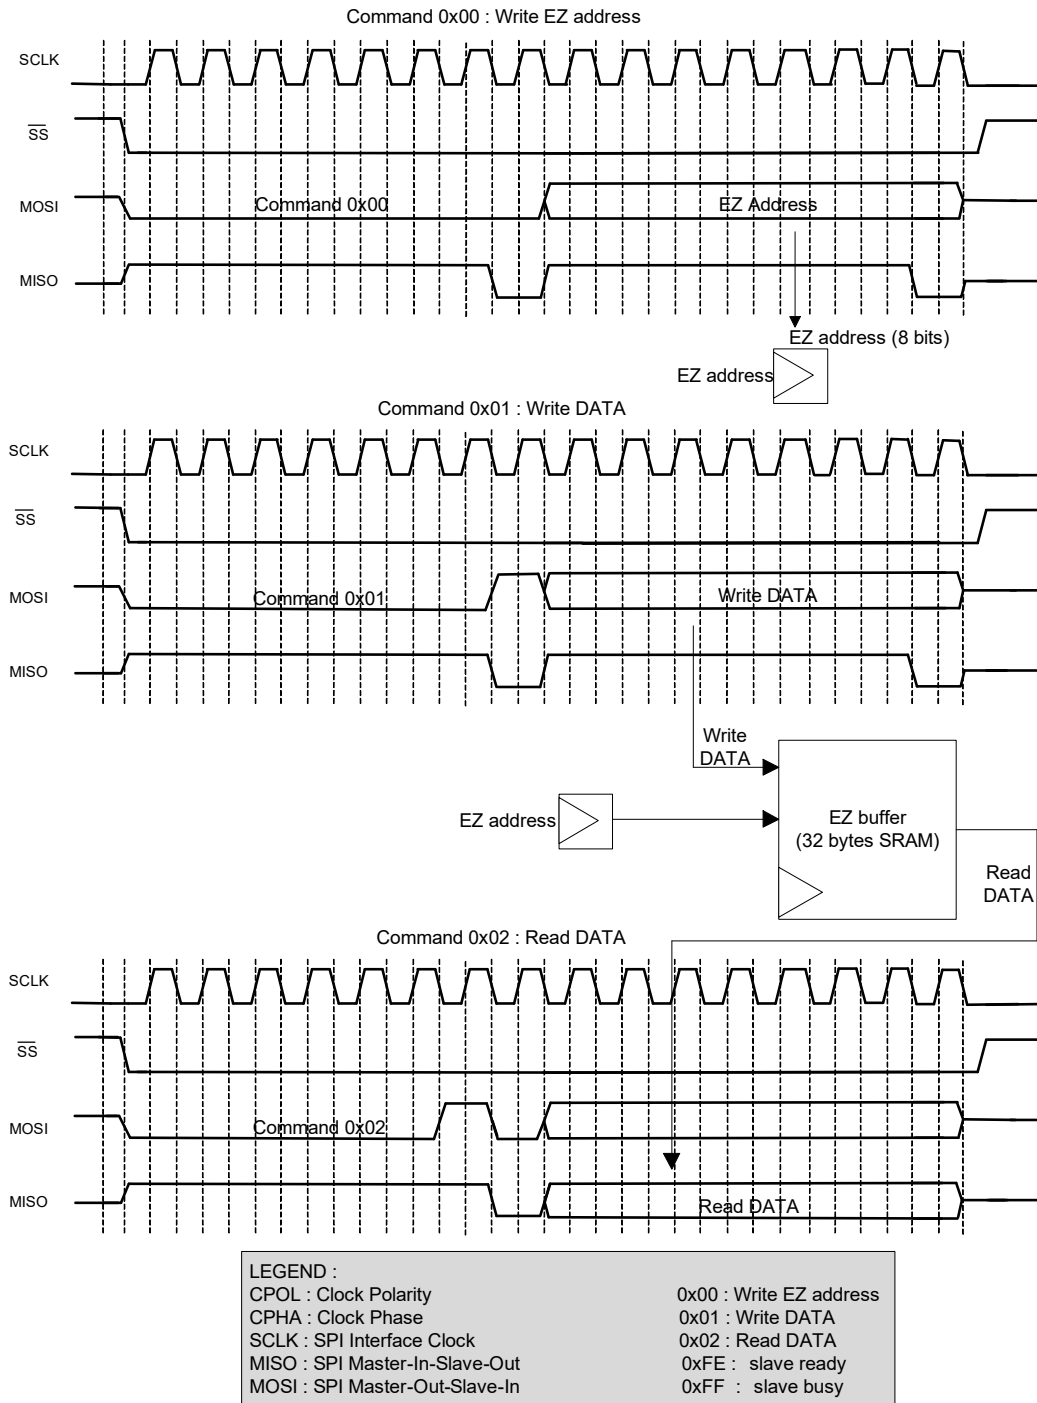 Command 0x00 : Write EZ address
SCLK
SS
MOSI
Command 0x00
EZ Address
MISO
EZ address (8 bits)
EZ address
Command 0x01 : Write DATA
SCLK
SS
MOSI
Command 0x01
Write DATA
MISO
Write
DATA
EZ address
EZ buffer
(32 bytes SRAM)
Read
DATA
Command 0x02 : Read DATA
SCLK
SS
MOSI
Command 0x02
MISO
Read DATA
LEGEND :
CPOL : Clock Polarity
0x00 : Write EZ address
CPHA : Clock Phase
0x01 : Write DATA
SCLK : SPI Interface Clock
0x02 : Read DATA
MISO : SPI Master-In-Slave-Out
0xFE : slave ready
MOSI : SPI Master-Out-Slave-In
0xFF : slave busy